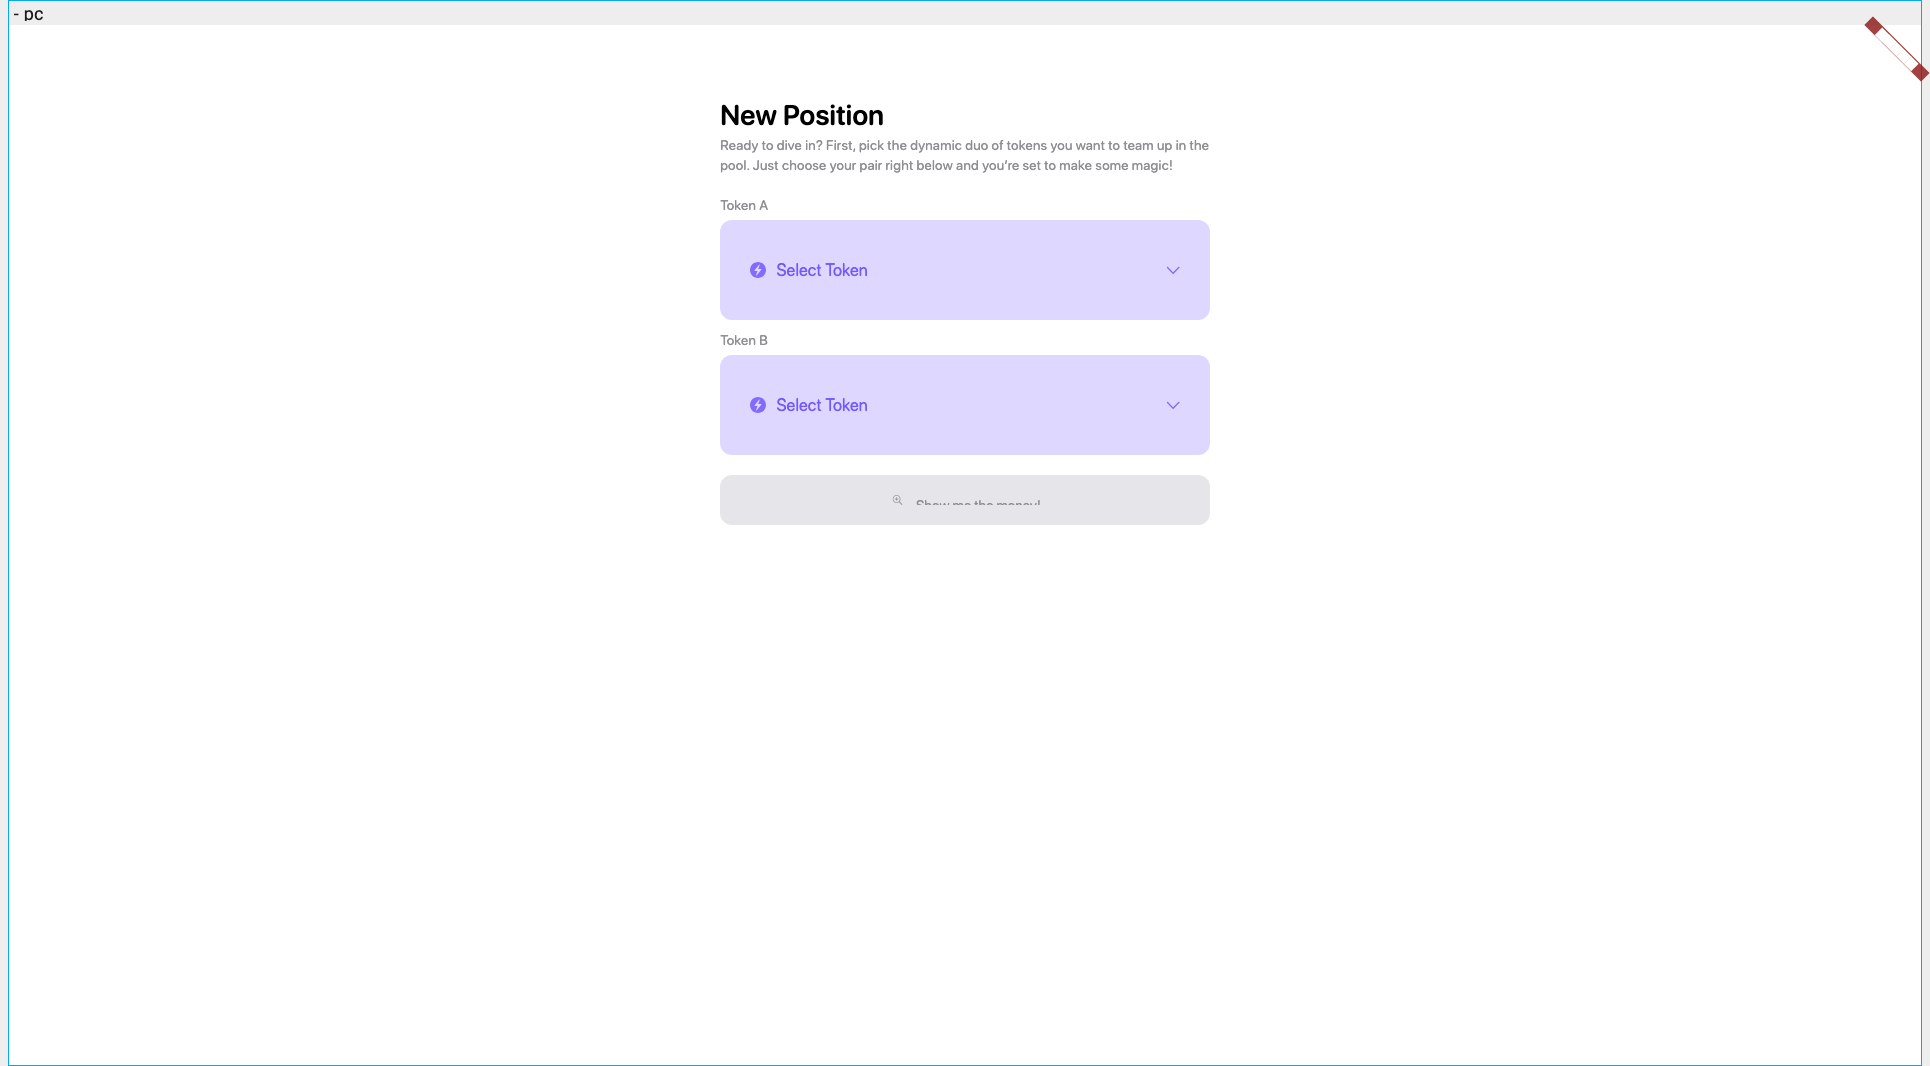 - pc
New Position
Ready to dive in? First, pick the dynamic duo of tokens you want to team up in the
pool. Just choose your pair right below and you’re set to make some magic!
Token A
Select Token
Token B
Select Token
Show me the money!